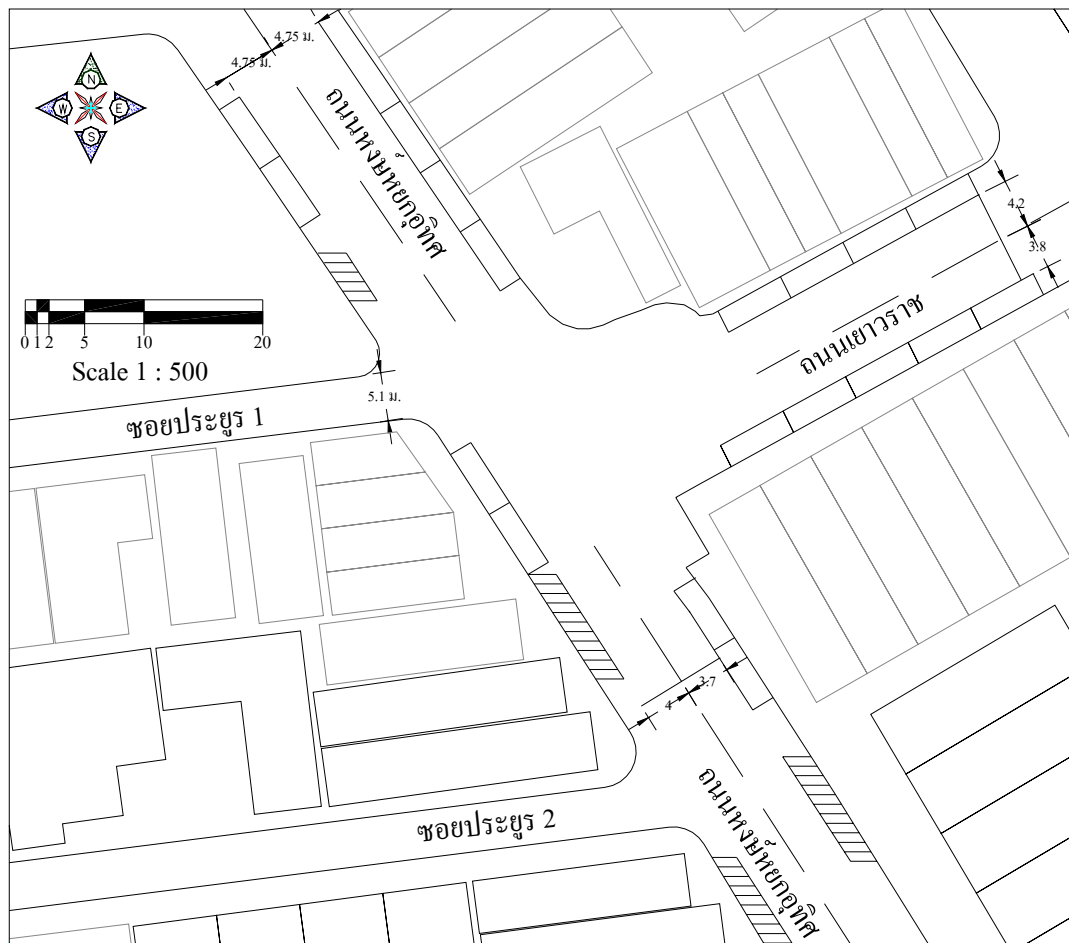 4.75 ม.
4.75 ม.
N
W
E
S
ถนนหงษ์หยกอุทิศ
4.2
3.8
0 1 2 5 10 20
Scale 1 : 500
ถนนเยาวราช
5.1 ม.
ซอยประยูร 1
3.7
4
ถนนหงษ์หยกอุทิศ
ซอยประยูร 2